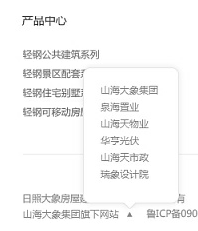 产品中心
轻钢公共建筑系列
轻钢景区配套
轻钢住宅别墅
轻钢可移动房
山海大象集团
泉海置业
山海天物业
华亨光伏
山海天市政
瑞象设计院
日照大象房屋
山海大象集团旗下网站 ▲ 鲁ICP备090